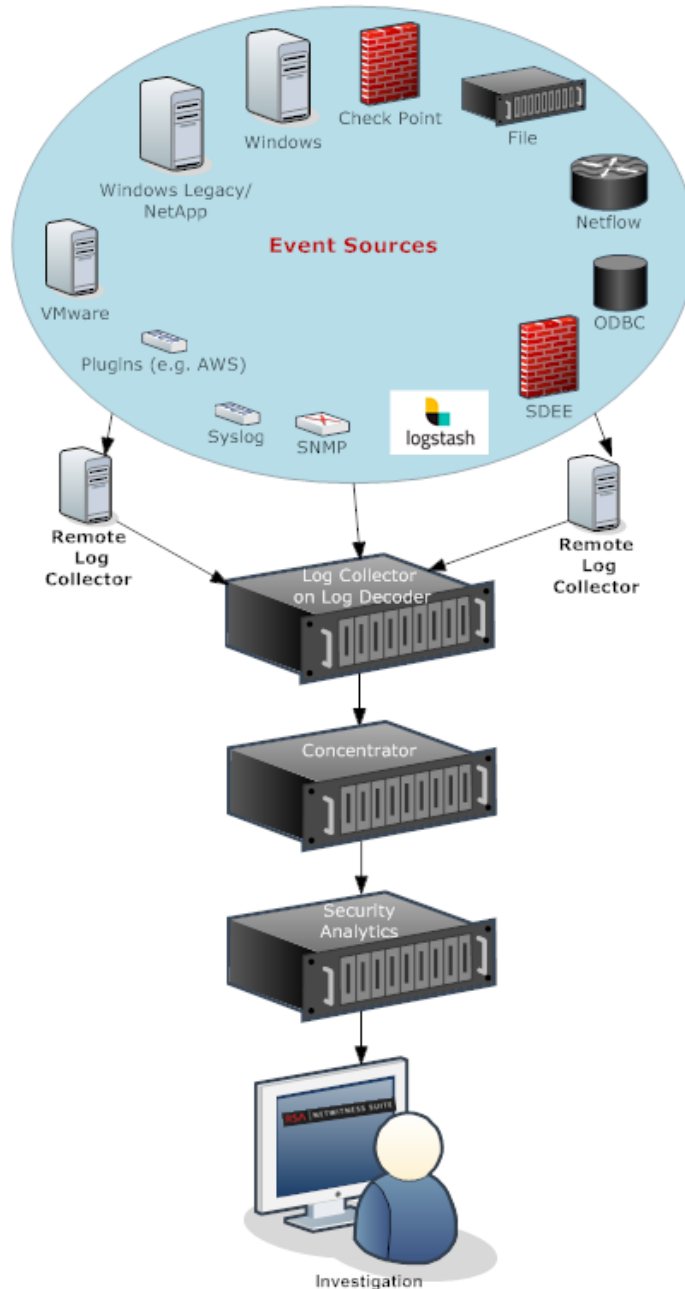 Windows
Check Point
File
Windows Legacy/
NetApp
Netflow
Event Sources
VMware
ODBC
Plugins (e.g. AWS)
SDEE
Syslog
SNMP
logstash
Remote
Log
Collector
Remote
Log
Collector
Log Collector
on Log Decoder
Concentrator
Security
Analytics
RSA NETWITNESS SUITE
Investigation